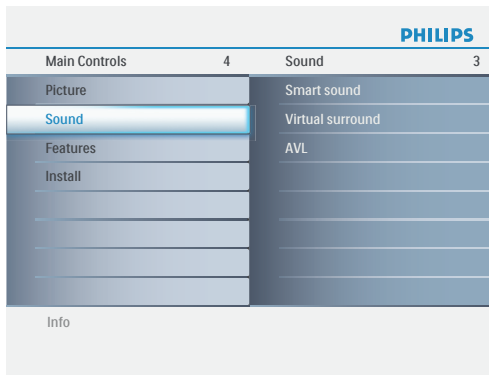 PHILIPS
Main Controls 4 Sound 3
Picture Smart sound
Sound Virtual surround
Features AVL
Install
Info